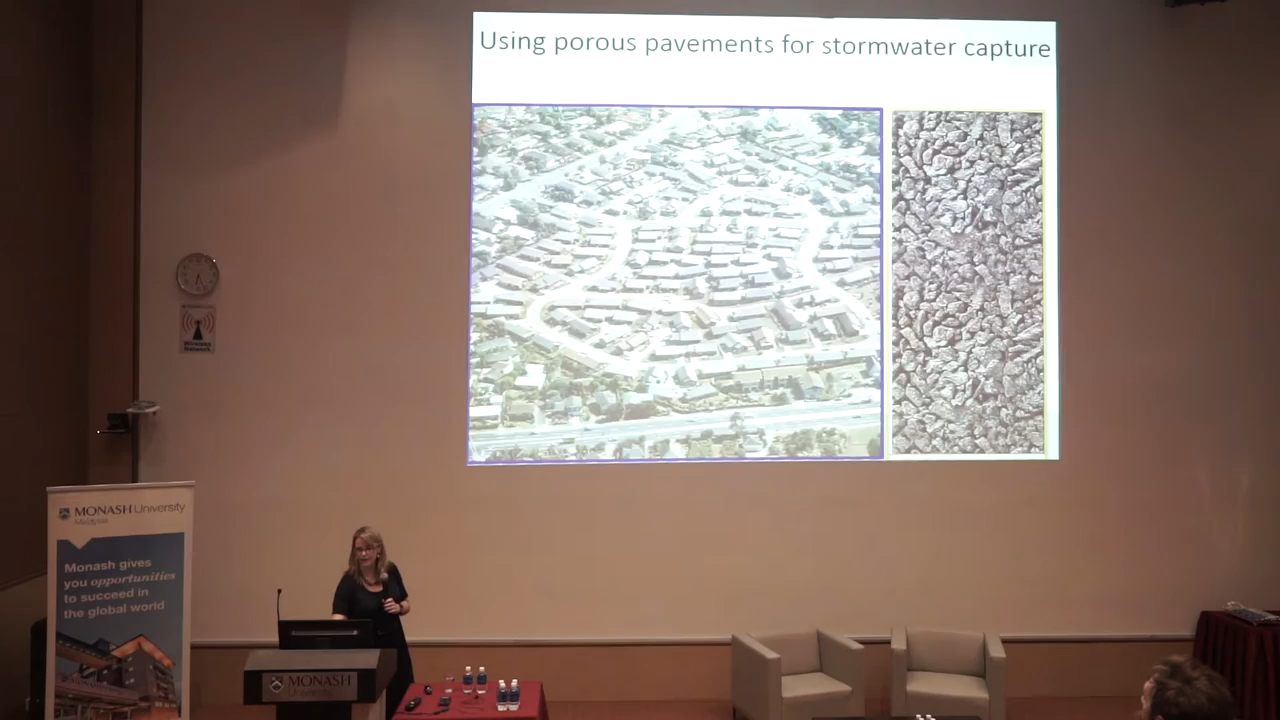 Using porous pavements for stormwater capture
Wireless
Network
MONASH University
Malaysia
Monash gives
you opportunities
to succeed in
the global world
MONASH
University